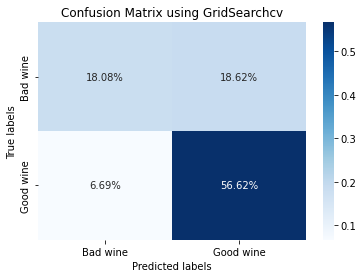 Confusion Matrix using GridSearchcv
True labels
Bad wine
Good wine
18.08%
18.62%
6.69%
56.62%
Bad wine
Good wine
Predicted labels
0.5
0.4
0.3
0.2
0.1